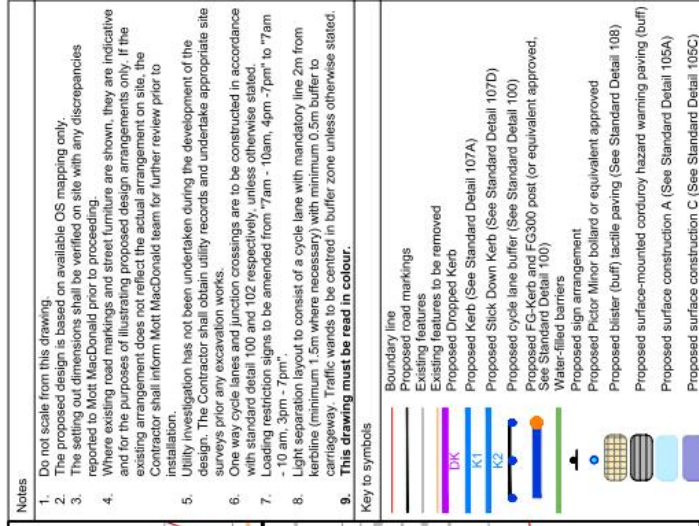 Notes
1. Do not scale from this drawing.
2. The proposed design is based on available OS mapping only.
3. The setting out dimensions shall be verified on site with any discrepancies
reported to Mott MacDonald prior to proceeding.
4. Where existing road markings and street furniture are shown, they are indicative
and for the purposes of illustrating proposed design arrangements only. If the
existing arrangement does not reflect the actual arrangement on site, the
Contractor shall inform Mott MacDonald team for further review prior to
installation.
5. Utility investigation has not been undertaken during the development of the
design. The Contractor shall obtain utility records and undertake appropriate site
surveys prior any excavation works.
6. One way cycle lanes and junction crossings are to be constructed in accordance
with standard detail 100 and 102 respectively, unless otherwise stated.
7. Loading restriction signs to be amended from "7am - 10am, 4pm -7pm" to "7am
- 10 am, 3pm - 7pm".
8. Light separation layout to consist of a cycle lane with mandatory line 2m from
kerbline (minimum 1.5m where necessary) with minimum 0.5m buffer to
carriageway. Traffic wands to be centred in buffer zone unless otherwise stated.
9. This drawing must be read in colour.
Key to symbols
Boundary line
Proposed road markings
Existing features
Existing features to be removed
DK Proposed Dropped Kerb
K1 Proposed Kerb (See Standard Detail 107A)
K2 Proposed Stick Down Kerb (See Standard Detail 107D)
Proposed cycle lane buffer (See Standard Detail 100)
Proposed FG-Kerb and FG300 post (or equivalent approved,
See Standard Detail 100)
Water-filled barriers
Proposed sign arrangement
Proposed Pictor Minor bollard or equivalent approved
Proposed blister (buff) tactile paving (See Standard Detail 108)
Proposed surface-mounted corduroy hazard warning paving (buff)
Proposed surface construction A (See Standard Detail 105A)
Proposed surface construction C (See Standard Detail 105C)